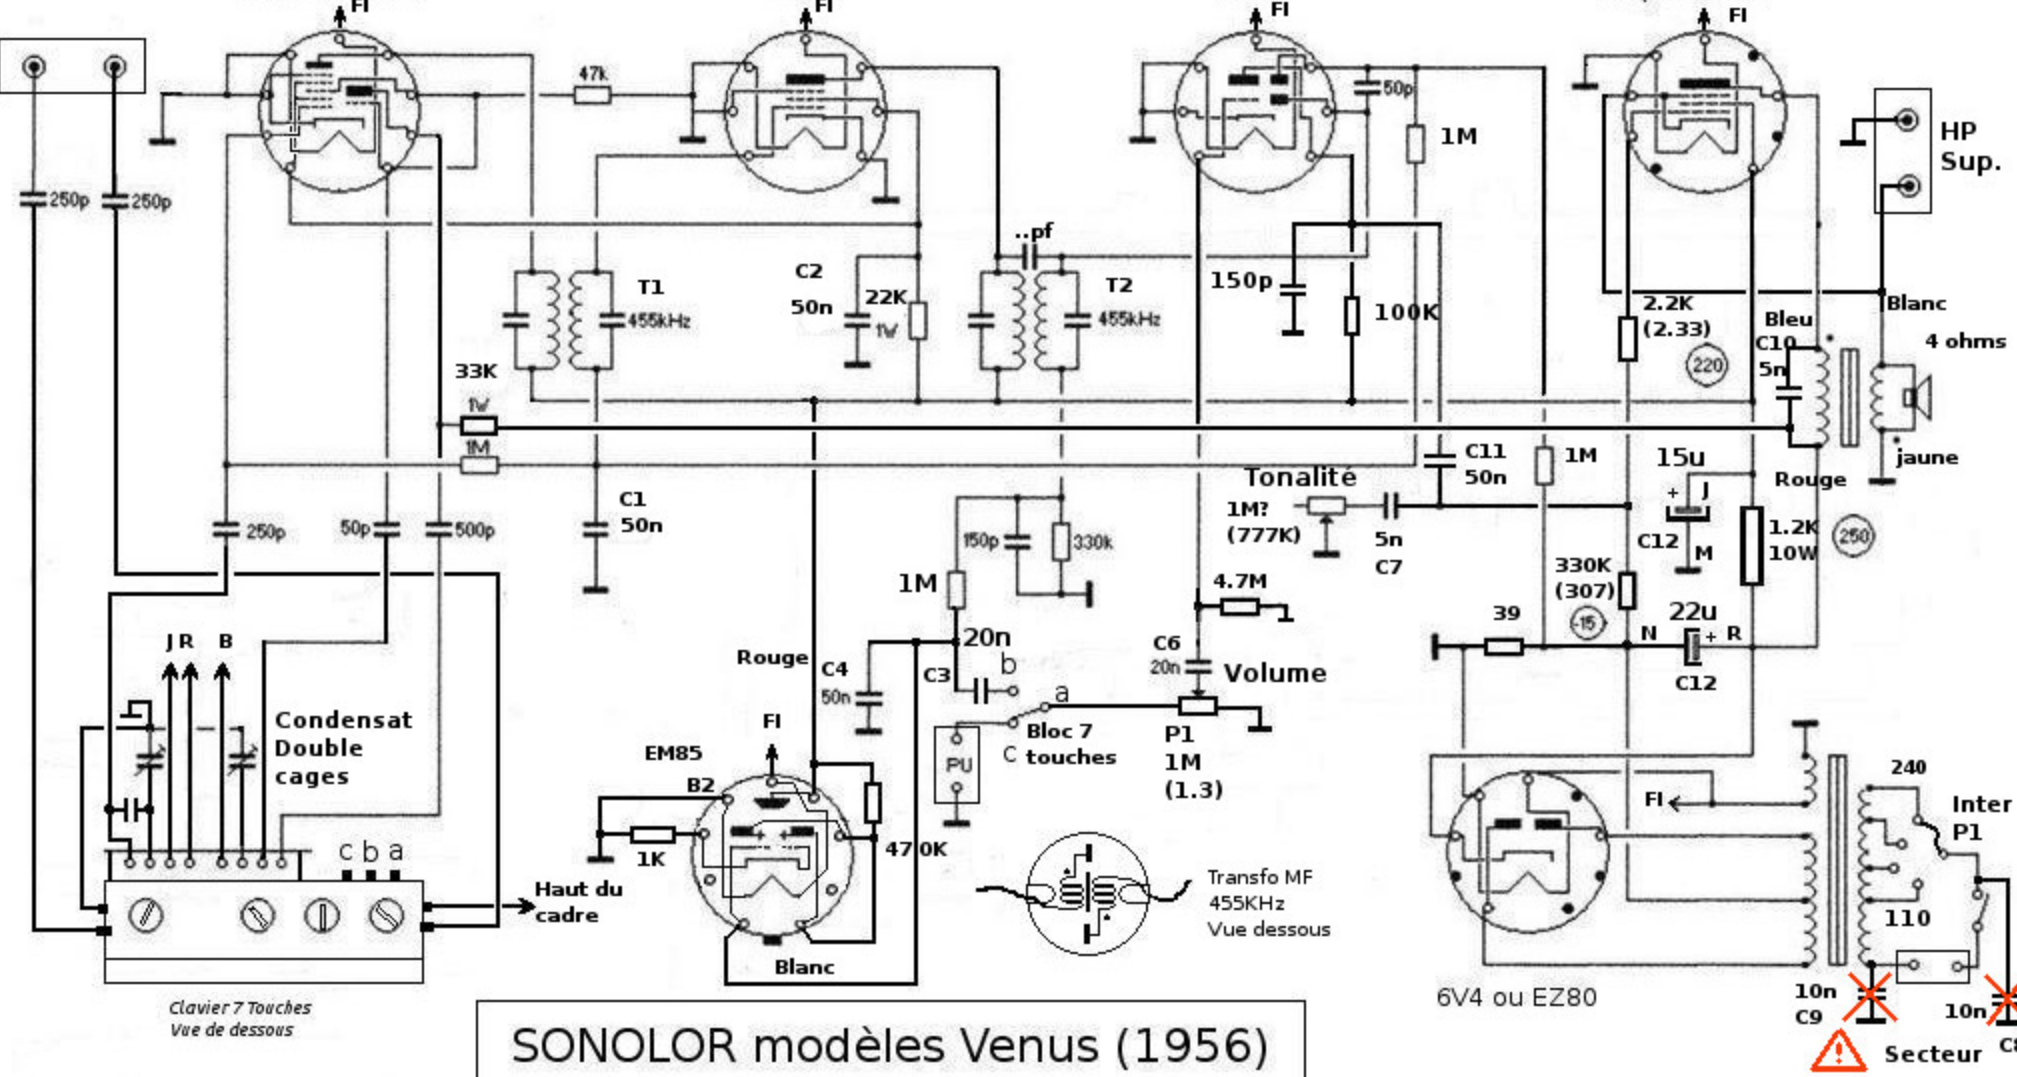 FI
FI
FI
FI
47k
50p
1M
HP
Sup.
250p
250p
..pf
T1
455kHz
C2
50n
22K
1W
T2
455kHz
150p
100K
2.2K
(2.33)
220
Bleu
C10
5n
Blanc
4 ohms
33K
1W
1M
Tonalité
1M?
(777K)
C11
50n
1M
15u
+
J
C12
M
Rouge
jaune
1.2K
10W
250
250p
50p
500p
C1
50n
150p
330k
5n
C7
1M
4.7M
330K
(307)
-15
39
22u
N
+ R
C12
J R B
Rouge
C4
50n
20n
C3
b
a
C6
20n
Volume
Condensat
Double
cages
FI
EM85
B2
Bloc 7
C touches
P1
1M
(1.3)
PU
1K
470K
240
FI
Inter
P1
c b a
Haut du
cadre
Transfo MF
455KHz
Vue dessous
110
Blanc
6V4 ou EZ80
10n
C9
10n
Clavier 7 Touches
Vue de dessous
SONOLOR modèles Venus (1956)
Secteur